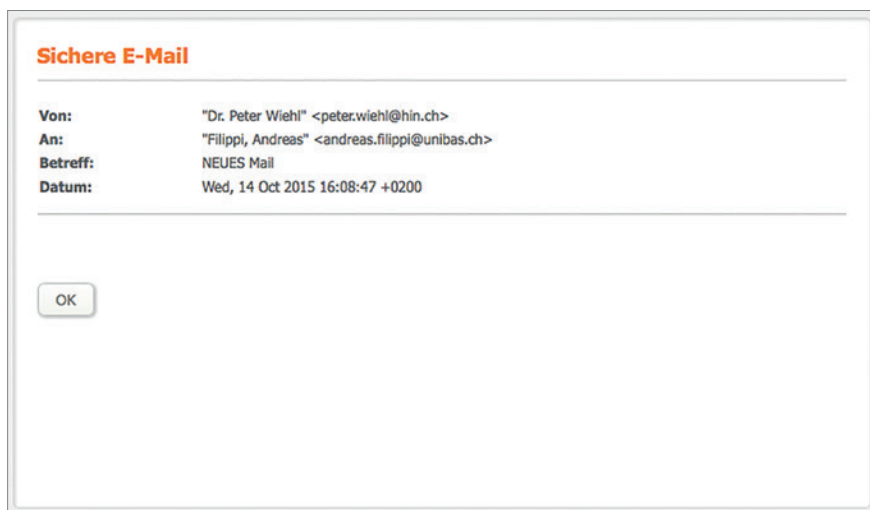 Sichere E-Mail
Von: "Dr. Peter Wiehl" <peter.wiehl@hin.ch>
An: "Filippi, Andreas" <andreas.filippi@unibas.ch>
Betreff: NEUES Mail
Datum: Wed, 14 Oct 2015 16:08:47 +0200
OK